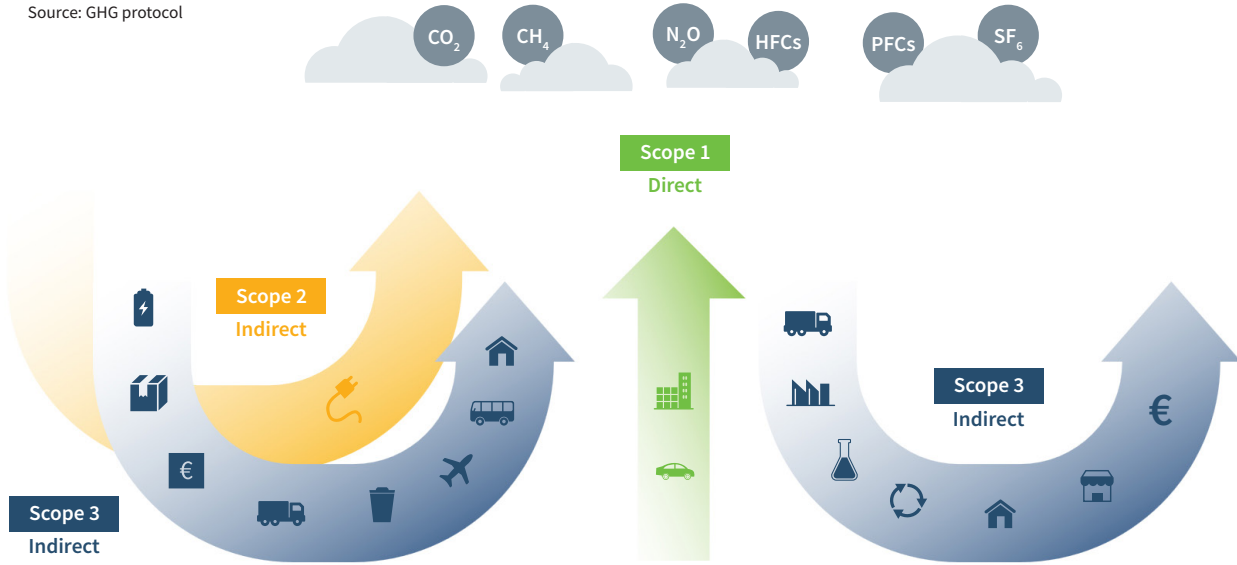 Source: GHG protocol
CO₂
CH₄
N₂O
HFCs
PFCs
SF₆
Scope 1
Direct
Scope 2
Indirect
€
Scope 3
Indirect
Scope 3
Indirect
€